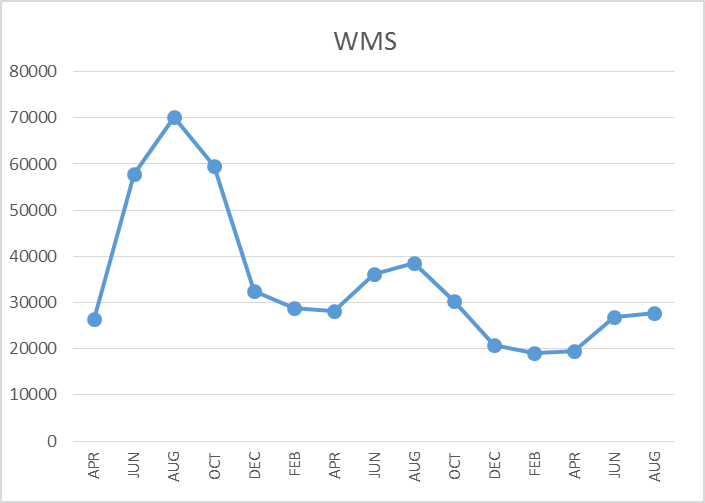 WMS
80000
70000
60000
50000
40000
30000
20000
10000
0
APR
JUN
AUG
OCT
DEC
FEB
APR
JUN
AUG
OCT
DEC
FEB
APR
JUN
AUG